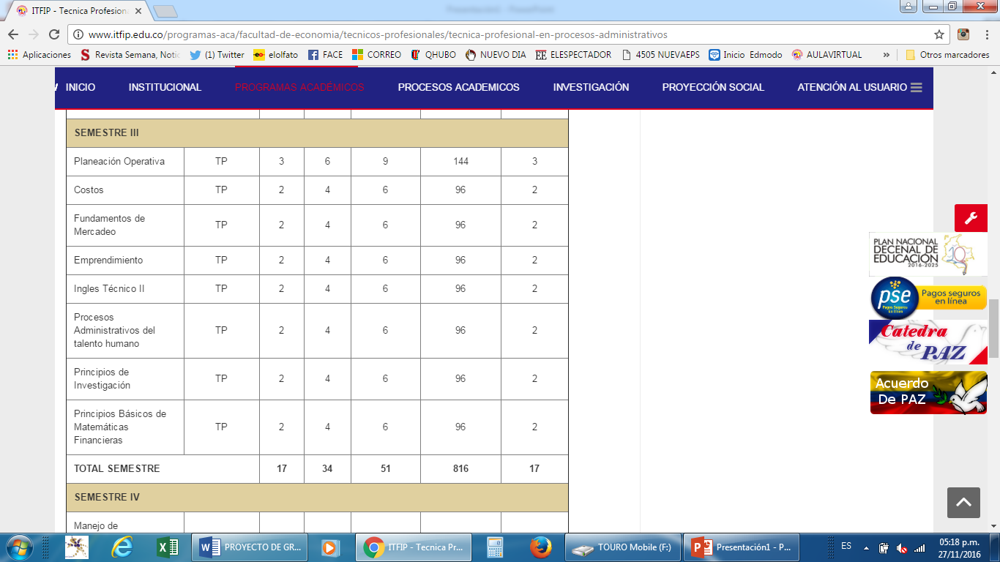 Presentación1 - PowerPoint
ITFIP - Tecnica Profesiona
www.itfip.edu.co/programas-aca/facultad-de-economia/tecnicos-profesionales/tecnica-profesional-en-procesos-administrativos
Aplicaciones Revista Semana, Notic (1) Twitter elolfato FACE CORREO QHUBO NUEVO DIA ELESPECTADOR 4505 NUEVAEPS Inicio Edmodo AULAVIRTUAL » Otros marcadores
INICIO INSTITUCIONAL PROGRAMAS ACADÉMICOS PROCESOS ACADEMICOS INVESTIGACIÓN PROYECCIÓN SOCIAL ATENCIÓN AL USUARIO
SEMESTRE III
Planeación Operativa TP 3 6 9 144 3
Costos TP 2 4 6 96 2
Fundamentos de
Mercadeo TP 2 4 6 96 2
Emprendimiento TP 2 4 6 96 2
Ingles Técnico II TP 2 4 6 96 2
Procesos
Administrativos del TP 2 4 6 96 2
talento humano
Principios de
Investigación TP 2 4 6 96 2
Principios Básicos de
Matemáticas TP 2 4 6 96 2
Financieras
TOTAL SEMESTRE 17 34 51 816 17
SEMESTRE IV
Manejo de
PLAN NACIONAL
DECENAL DE
EDUCACIÓN
2016-2025
pse
Pagos Seguros
En línea
Pagos seguros
en línea
Catedra
de PAZ
Acuerdo
De PAZ
PROYECTO DE GR... ITFIP - Tecnica Pr... TOURO Mobile (F:) Presentación1 - P... ES 05:18 p.m.
27/11/2016